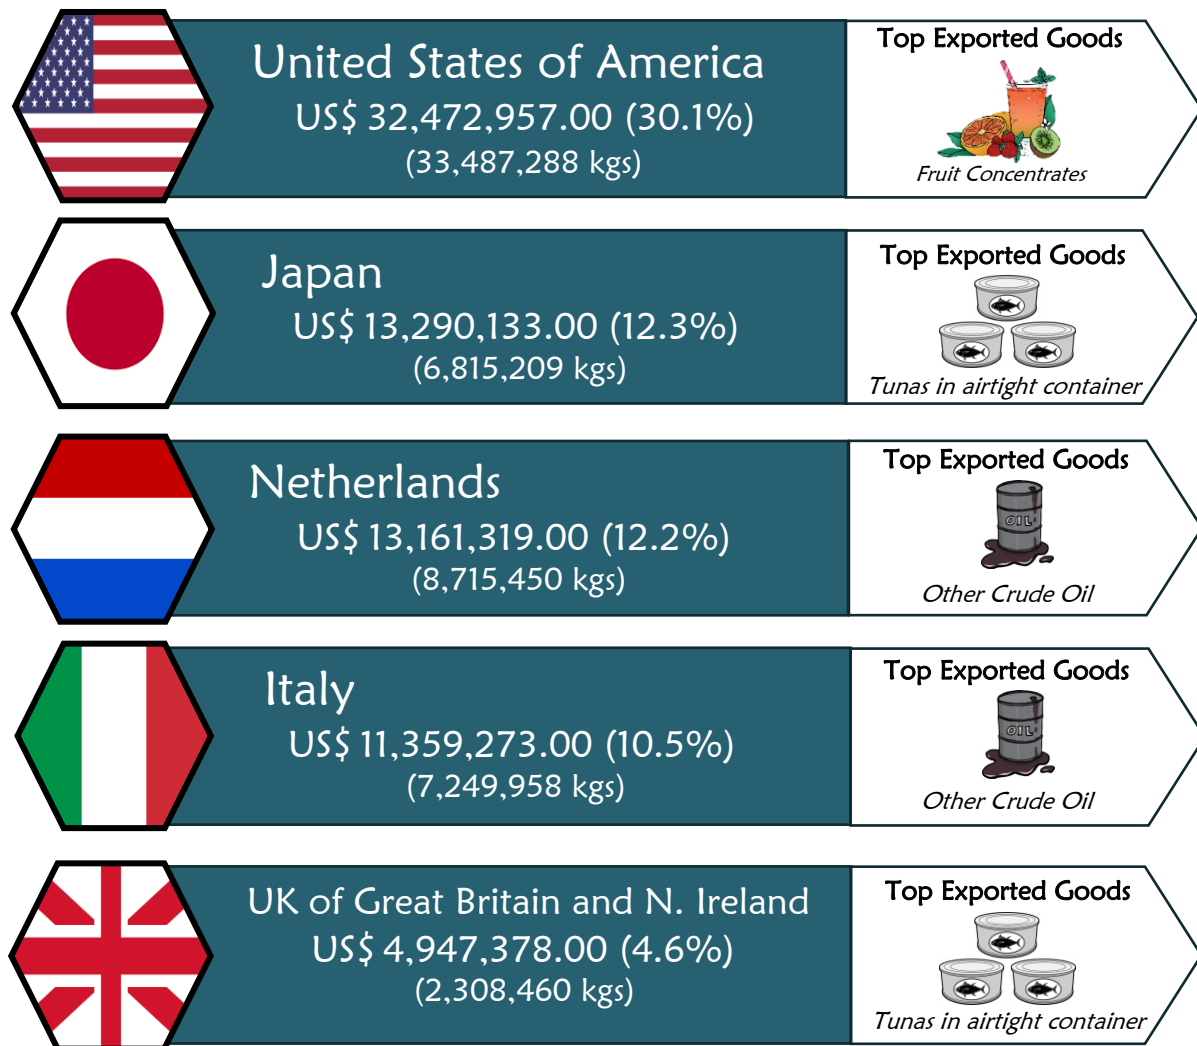 United States of America
US$ 32,472,957.00 (30.1%)
(33,487,288 kgs)
Top Exported Goods
Fruit Concentrates
Japan
US$ 13,290,133.00 (12.3%)
(6,815,209 kgs)
Top Exported Goods
Tunas in airtight container
Netherlands
US$ 13,161,319.00 (12.2%)
(8,715,450 kgs)
Top Exported Goods
OIL
Other Crude Oil
Italy
US$ 11,359,273.00 (10.5%)
(7,249,958 kgs)
Top Exported Goods
OIL
Other Crude Oil
UK of Great Britain and N. Ireland
US$ 4,947,378.00 (4.6%)
(2,308,460 kgs)
Top Exported Goods
Tunas in airtight container